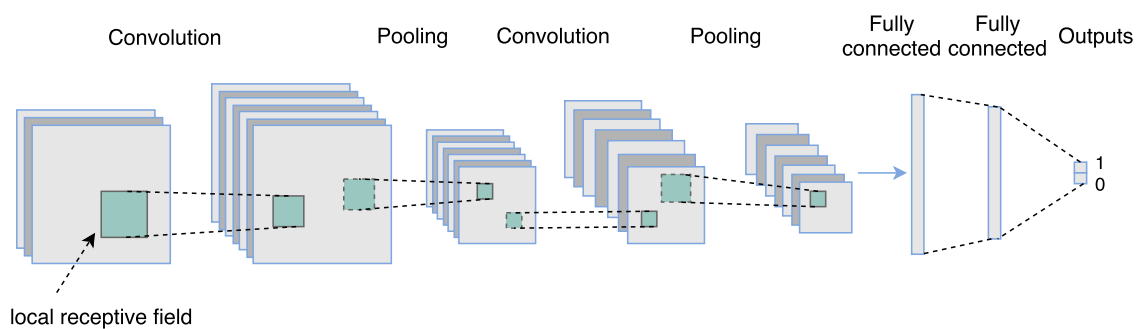 Convolution
Pooling
Convolution
Pooling
Fully
connected
Fully
connected
Outputs
1
0
local receptive field